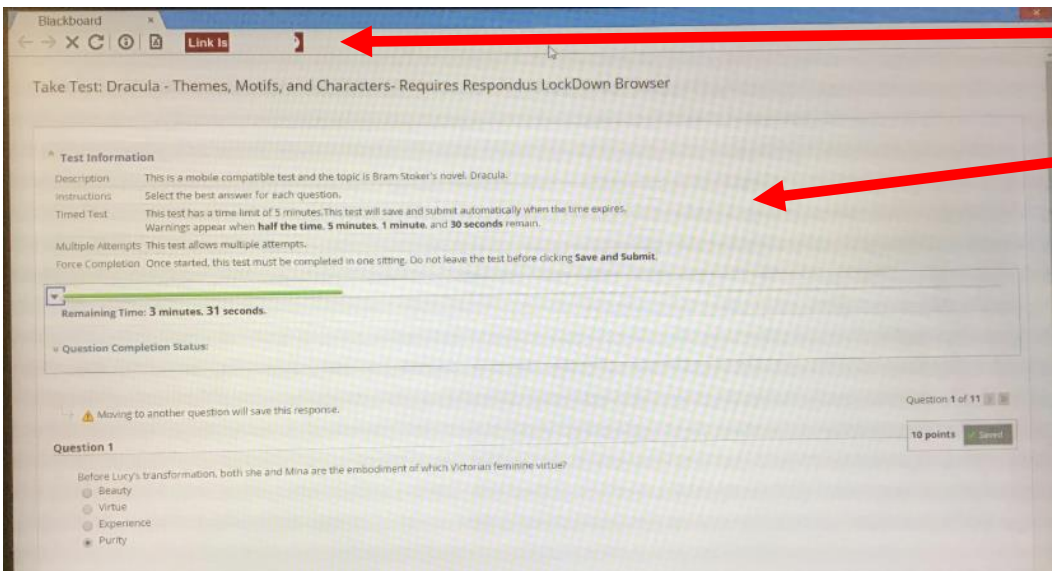 Blackboard
Link Is
Take Test: Dracula - Themes, Motifs, and Characters- Requires Respondus LockDown Browser
Test Information
Description This is a mobile compatible test and the topic is Bram Stoker's novel, Dracula.
Instructions Select the best answer for each question.
Timed Test This test has a time limit of 5 minutes.This test will save and submit automatically when the time expires.
Warnings appear when half the time, 5 minutes, 1 minute, and 30 seconds remain.
Multiple Attempts This test allows multiple attempts.
Force Completion Once started, this test must be completed in one sitting. Do not leave the test before clicking Save and Submit.
Remaining Time: 3 minutes, 31 seconds.
Question Completion Status:
Question 1 of 11
Moving to another question will save this response.
10 points Saved
Question 1
Before Lucy's transformation, both she and Mina are the embodiment of which Victorian feminine virtue?
Beauty
Virtue
Experience
Purity